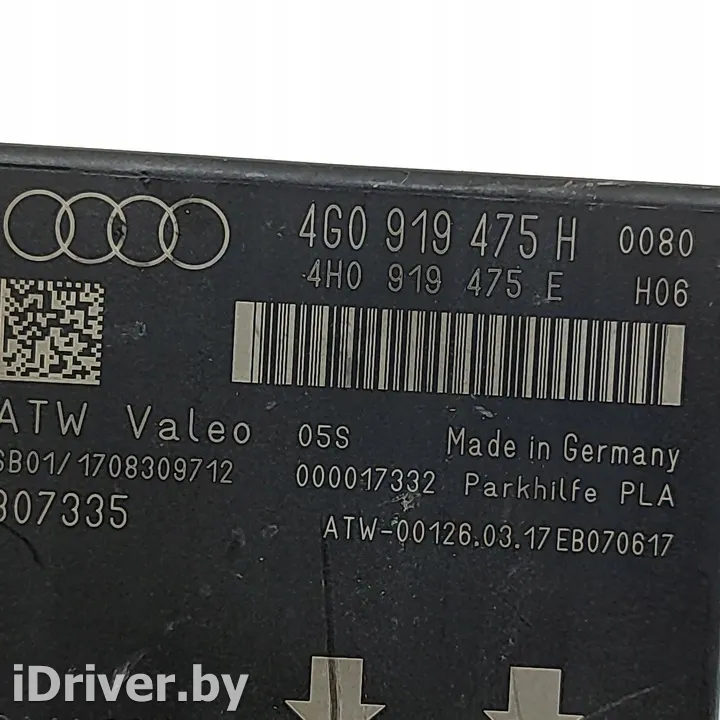 4G0 919 475 H 0080
4H0 919 475 E H06
ATW Valeo 05S Made in Germany
SB01/1708309712 000017332 Parkhilfe PLA
307335
ATW-00126.03.17EB070617
iDriver.by